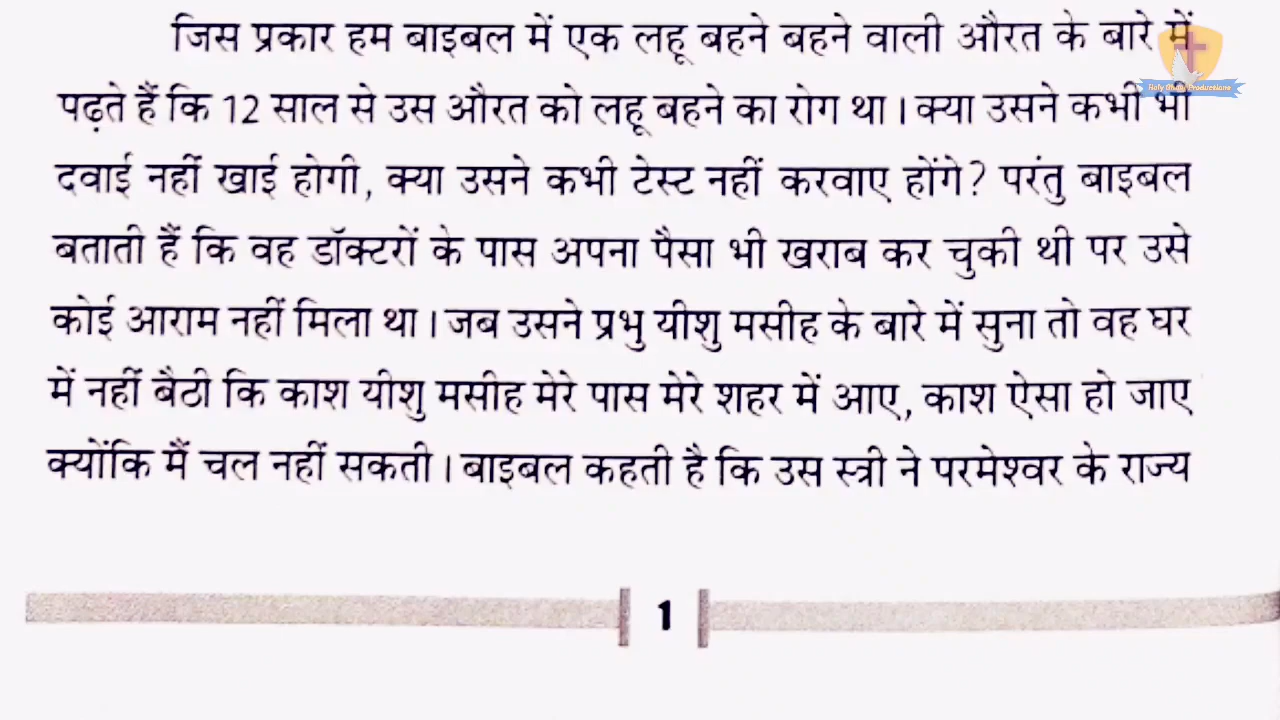 जिस प्रकार हम बाइबल में एक लहू बहने बहने वाली औरत के बारे में
पढ़ते हैं कि 12 साल से उस औरत को लहू बहने का रोग था। क्या उसने कभी भी
दवाई नहीं खाई होगी, क्या उसने कभी टेस्ट नहीं करवाए होंगे? परंतु बाइबल
बताती हैं कि वह डॉक्टरों के पास अपना पैसा भी खराब कर चुकी थी पर उसे
कोई आराम नहीं मिला था। जब उसने प्रभु यीशु मसीह के बारे में सुना तो वह घर
में नहीं बैठी कि काश यीशु मसीह मेरे पास मेरे शहर में आए, काश ऐसा हो जाए
क्योंकि मैं चल नहीं सकती। बाइबल कहती है कि उस स्त्री ने परमेश्वर के राज्य
1